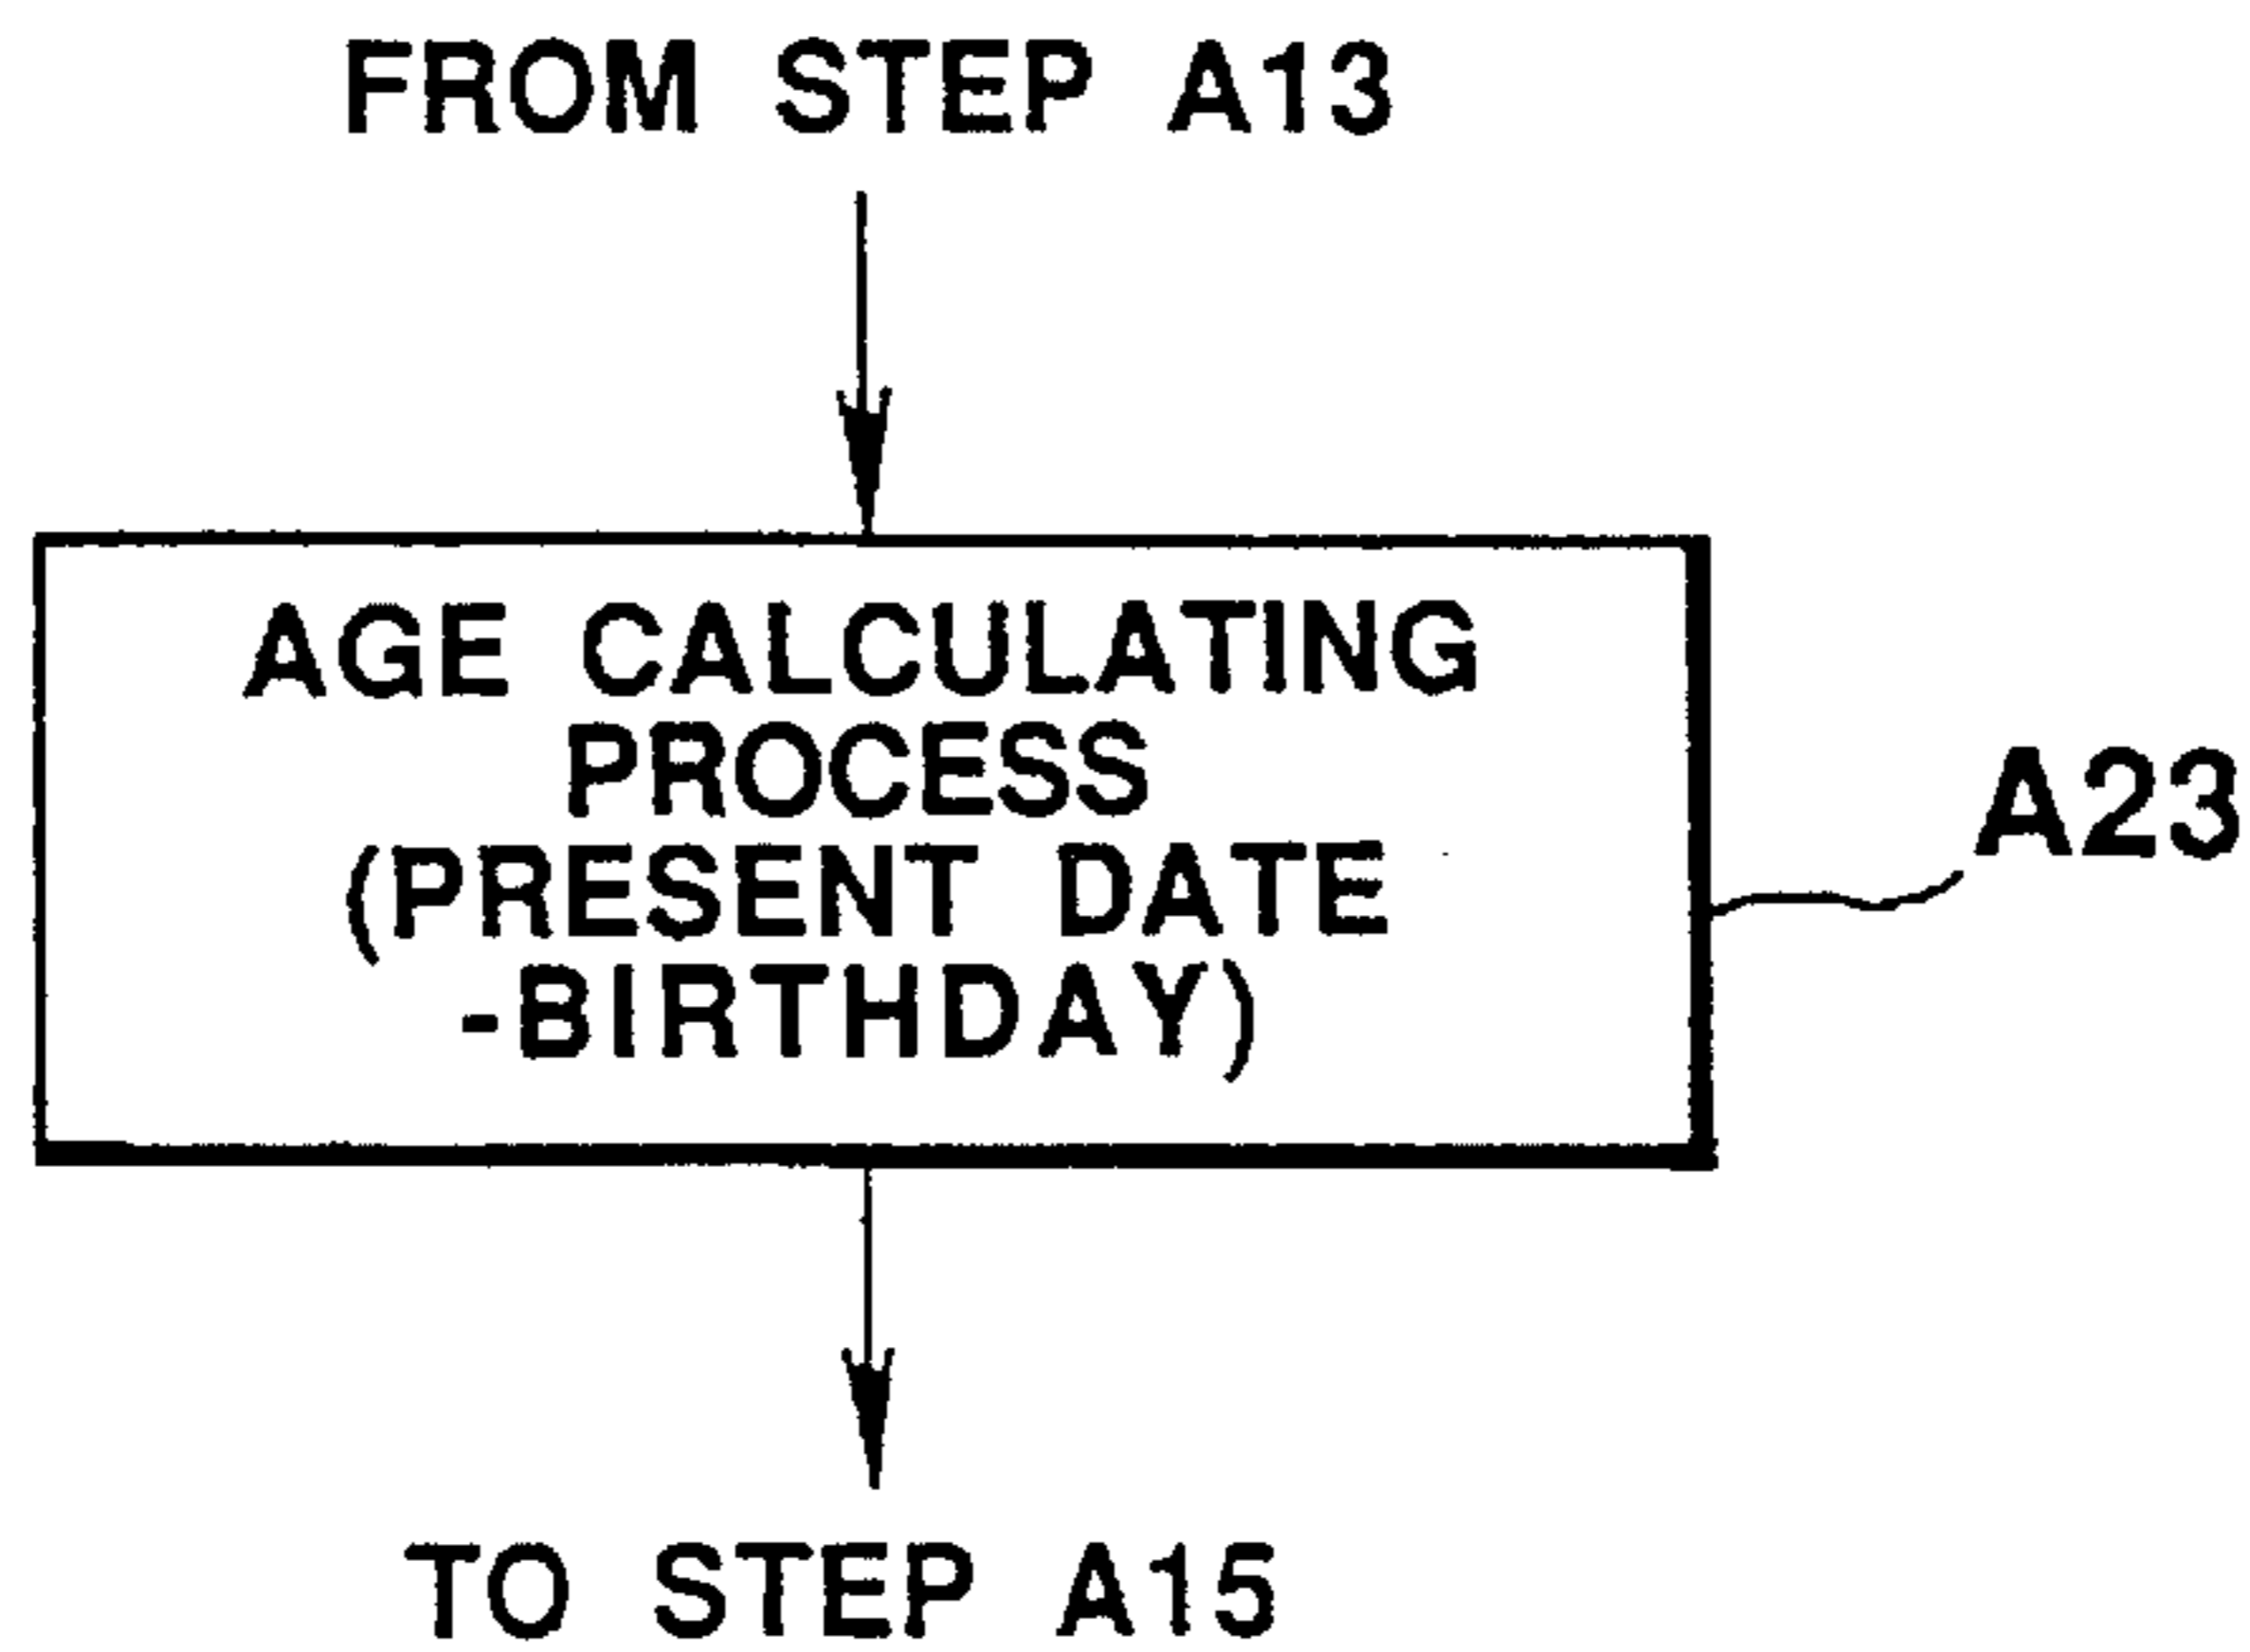 FROM STEP A13
AGE CALCULATING
PROCESS
(PRESENT DATE
-BIRTHDAY)
A23
TO STEP A15